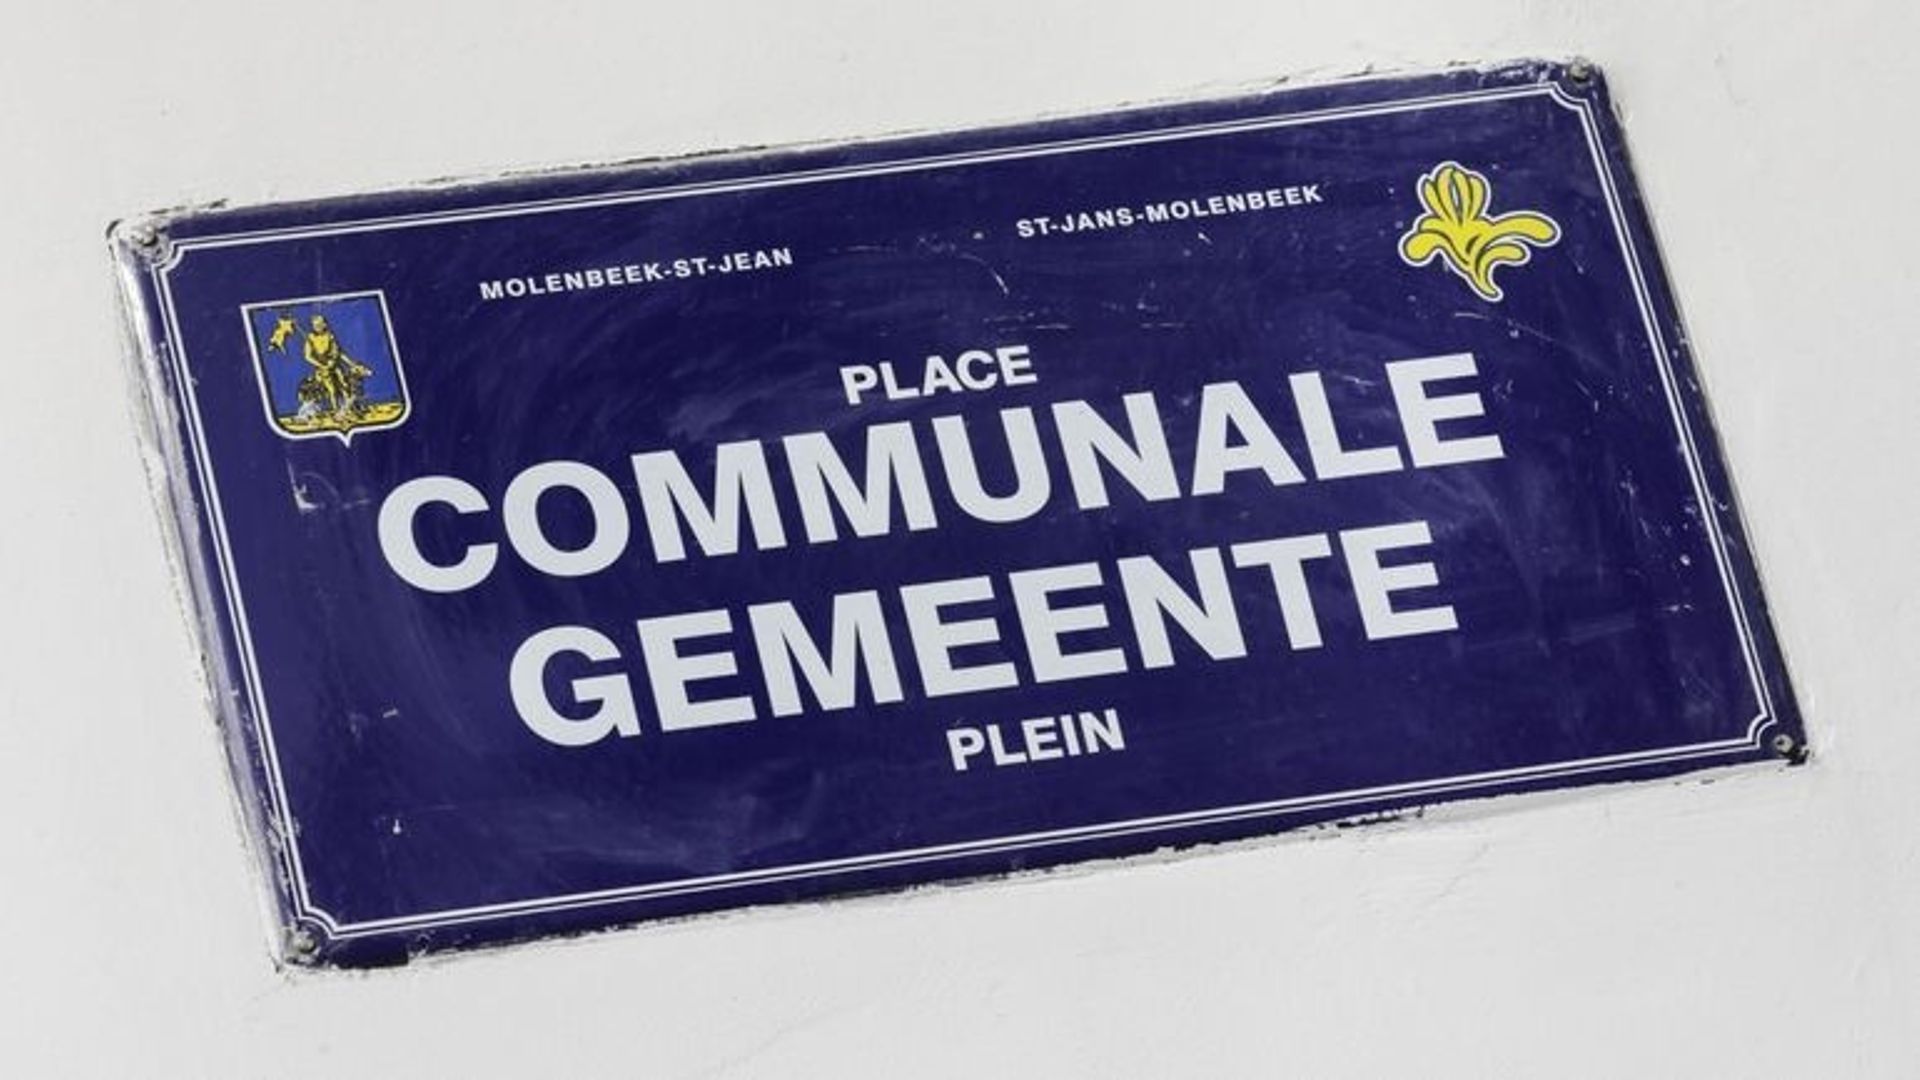 MOLENBEEK-ST-JEAN
ST-JANS-MOLENBEEK
PLACE
COMMUNALE
GEMEENTE
PLEIN